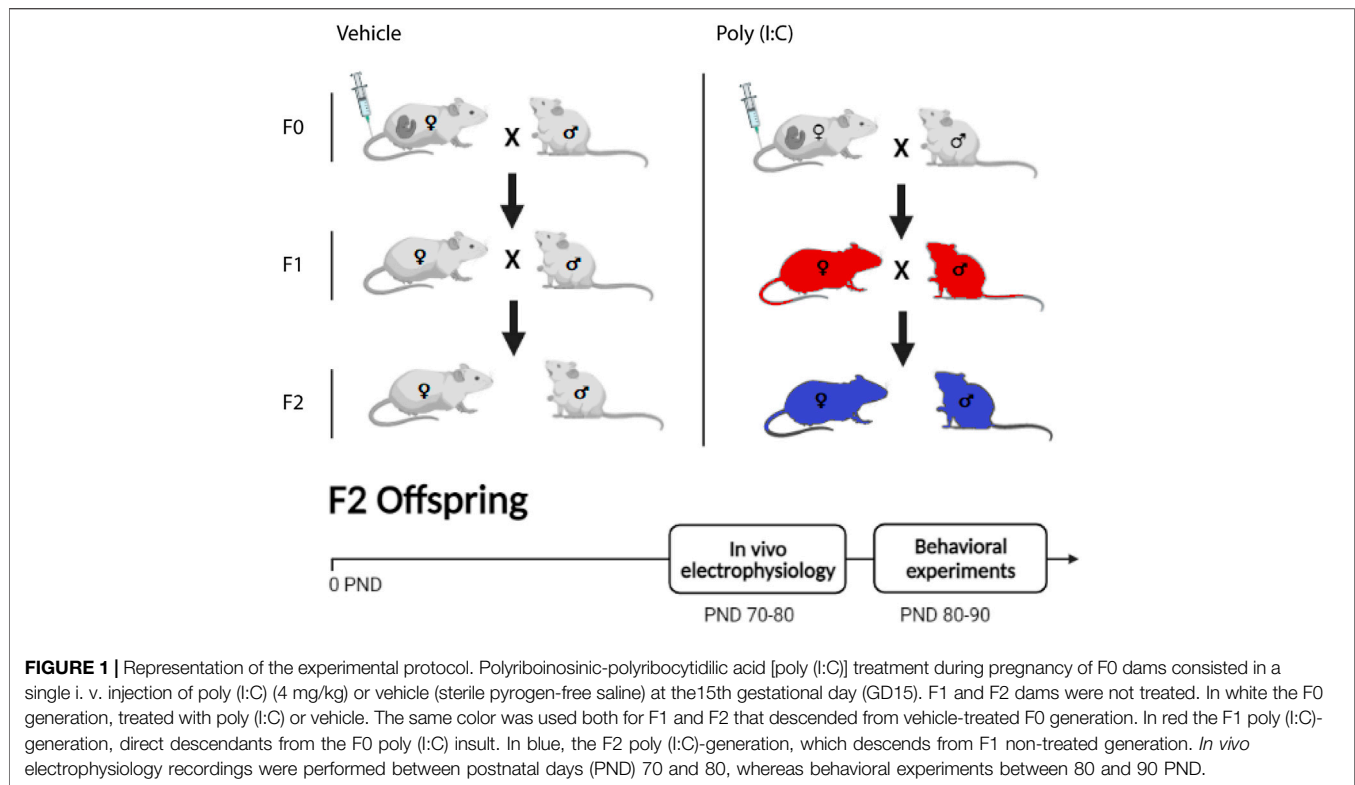 Vehicle
Poly (I:C)
F0
♀
X
♂
♀
X
♂
F1
♀
X
♂
♀
X
♂
F2
♀
♂
♀
♂
F2 Offspring
In vivo
electrophysiology
Behavioral
experiments
0 PND
PND 70-80
PND 80-90
FIGURE 1 | Representation of the experimental protocol. Polyriboinosinic-polyribocytidilic acid [poly (I:C)] treatment during pregnancy of F0 dams consisted in a
single i. v. injection of poly (I:C) (4 mg/kg) or vehicle (sterile pyrogen-free saline) at the15th gestational day (GD15). F1 and F2 dams were not treated. In white the F0
generation, treated with poly (I:C) or vehicle. The same color was used both for F1 and F2 that descended from vehicle-treated F0 generation. In red the F1 poly (I:C)-
generation, direct descendants from the F0 poly (I:C) insult. In blue, the F2 poly (I:C)-generation, which descends from F1 non-treated generation. In vivo
electrophysiology recordings were performed between postnatal days (PND) 70 and 80, whereas behavioral experiments between 80 and 90 PND.